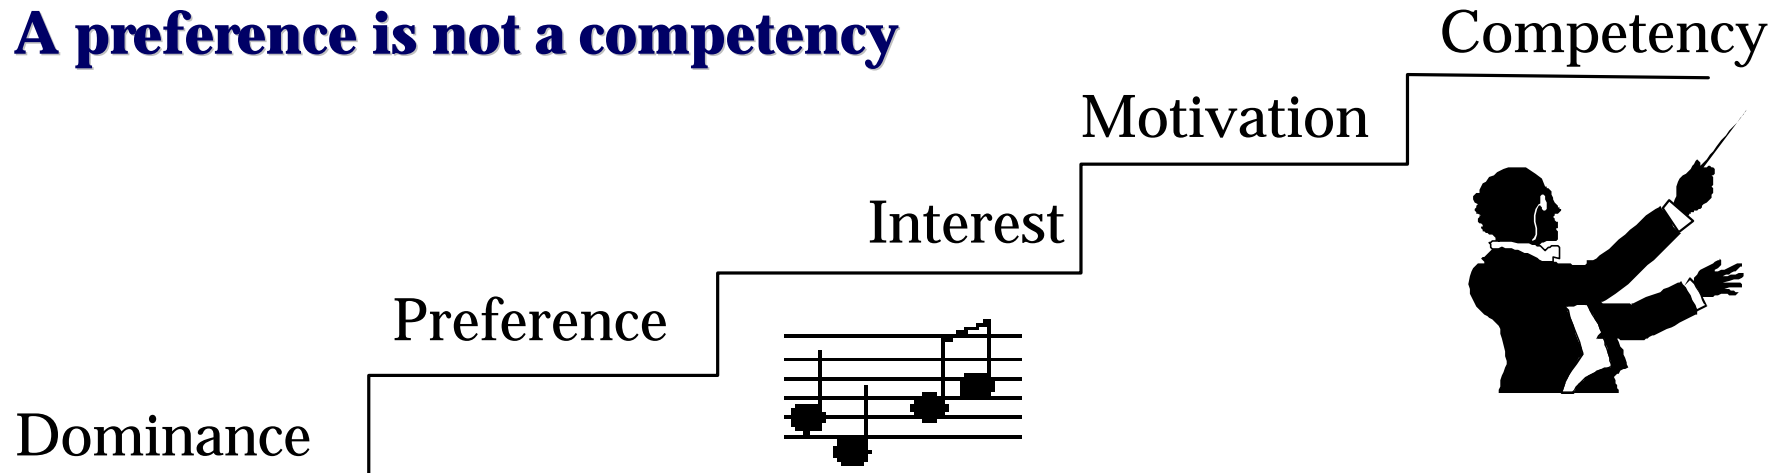 A preference is not a competency
Competency
Motivation
Interest
Preference
Dominance